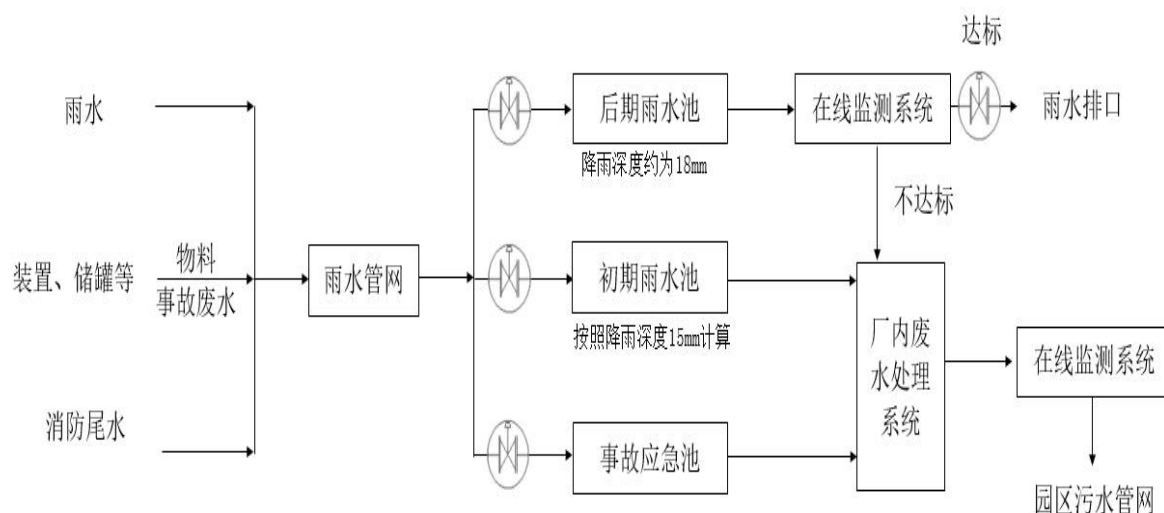 达标
雨水
后期雨水池
在线监测系统
雨水排口
降雨深度约为18mm
不达标
装置、储罐等
物料
事故废水
雨水管网
初期雨水池
按照降雨深度15mm计算
厂内废
水处理
系统
在线监测系统
消防尾水
事故应急池
园区污水管网